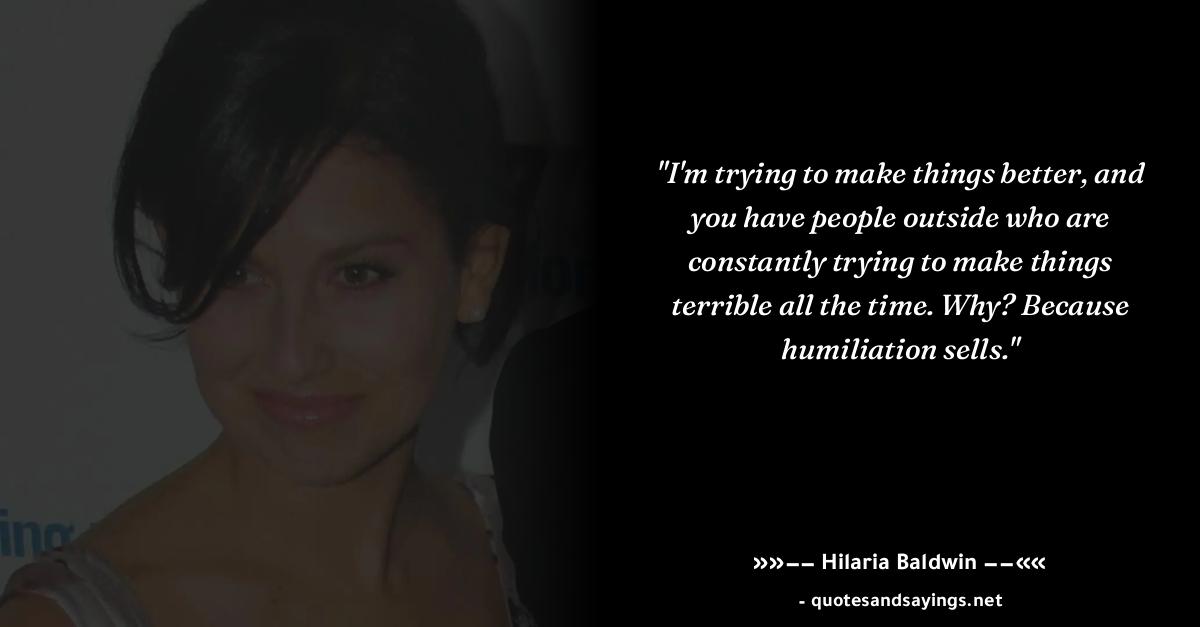 "I'm trying to make things better, and
you have people outside who are
constantly trying to make things
terrible all the time. Why? Because
humiliation sells."
ing
»»−− Hilaria Baldwin −−««
- quotesandsayings.net